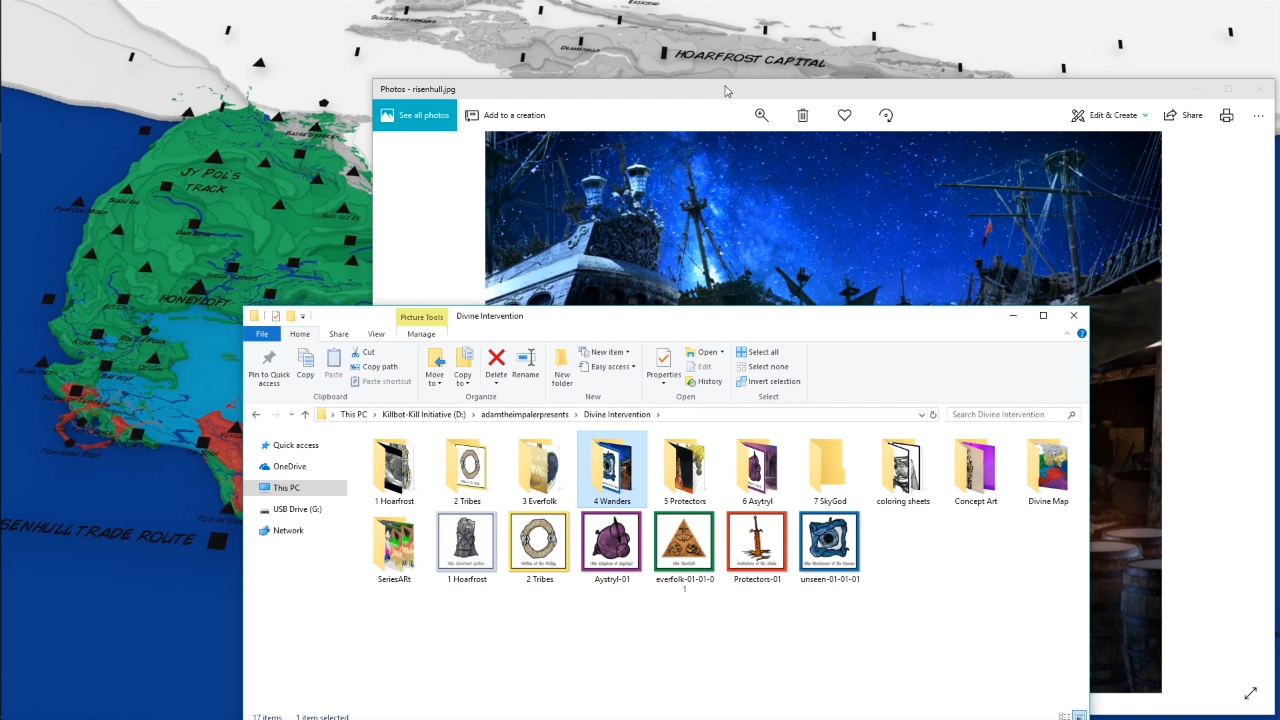 HOARFROST CAPITAL
JY POL'S
TRACK
HONEYLOFT
SENHULL TRADE ROUTE
Photos - risenhull.jpg
See all photos
Add to a creation
Edit & Create
Share
Picture Tools
Divine Intervention
File
Home
Share
View
Manage
Pin to Quick
access
Copy
Paste
Cut
Copy path
Paste shortcut
Clipboard
Move
to
Copy
to
Delete
Rename
Organize
New
folder
New item
Easy access
New
Properties
Open
Edit
History
Open
Select all
Select none
Invert selection
Select
This PC
Killbot-Kill Initiative (D:)
adamtheimpalerpresents
Divine Intervention
Search Divine Intervention
Quick access
OneDrive
This PC
USB Drive (G:)
Network
1 Hoarfrost
2 Tribes
3 Everfolk
4 Wanders
5 Protectors
6 Asytryl
7 SkyGod
coloring sheets
Concept Art
Divine Map
SeriesARt
1 Hoarfrost
2 Tribes
Aystryl-01
everfolk-01-01-0
1
Protectors-01
unseen-01-01-01
17 items
1 item selected